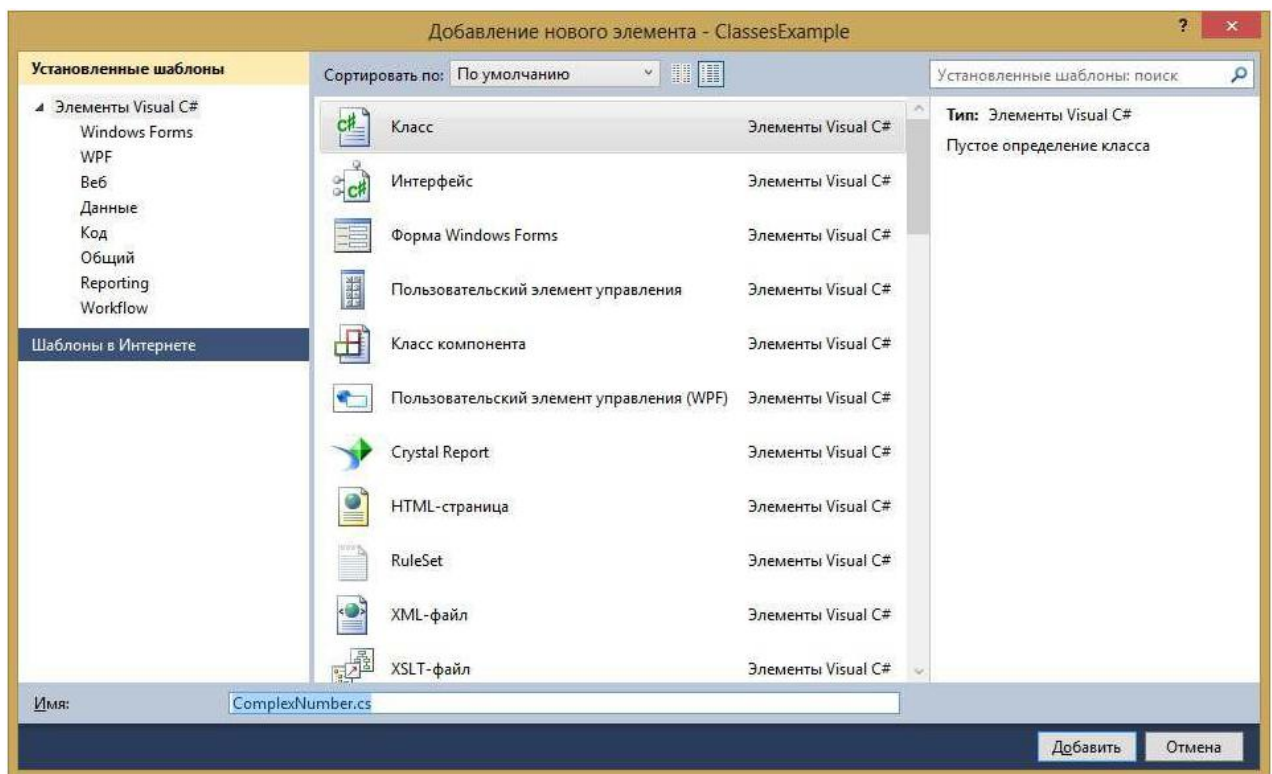 Добавление нового элемента - ClassesExample
? ×
Установленные шаблоны
Сортировать по: По умолчанию
Установленные шаблоны: поиск
Элементы Visual C#
Windows Forms
WPF
Веб
Данные
Код
Общий
Reporting
Workflow
Шаблоны в Интернете
Класс Элементы Visual C#
Интерфейс Элементы Visual C#
Форма Windows Forms Элементы Visual C#
Пользовательский элемент управления Элементы Visual C#
Класс компонента Элементы Visual C#
Пользовательский элемент управления (WPF) Элементы Visual C#
Crystal Report Элементы Visual C#
HTML-страница Элементы Visual C#
RuleSet Элементы Visual C#
XML-файл Элементы Visual C#
XSLT-файл Элементы Visual C#
Тип: Элементы Visual C#
Пустое определение класса
Имя: ComplexNumber.cs
Добавить Отмена